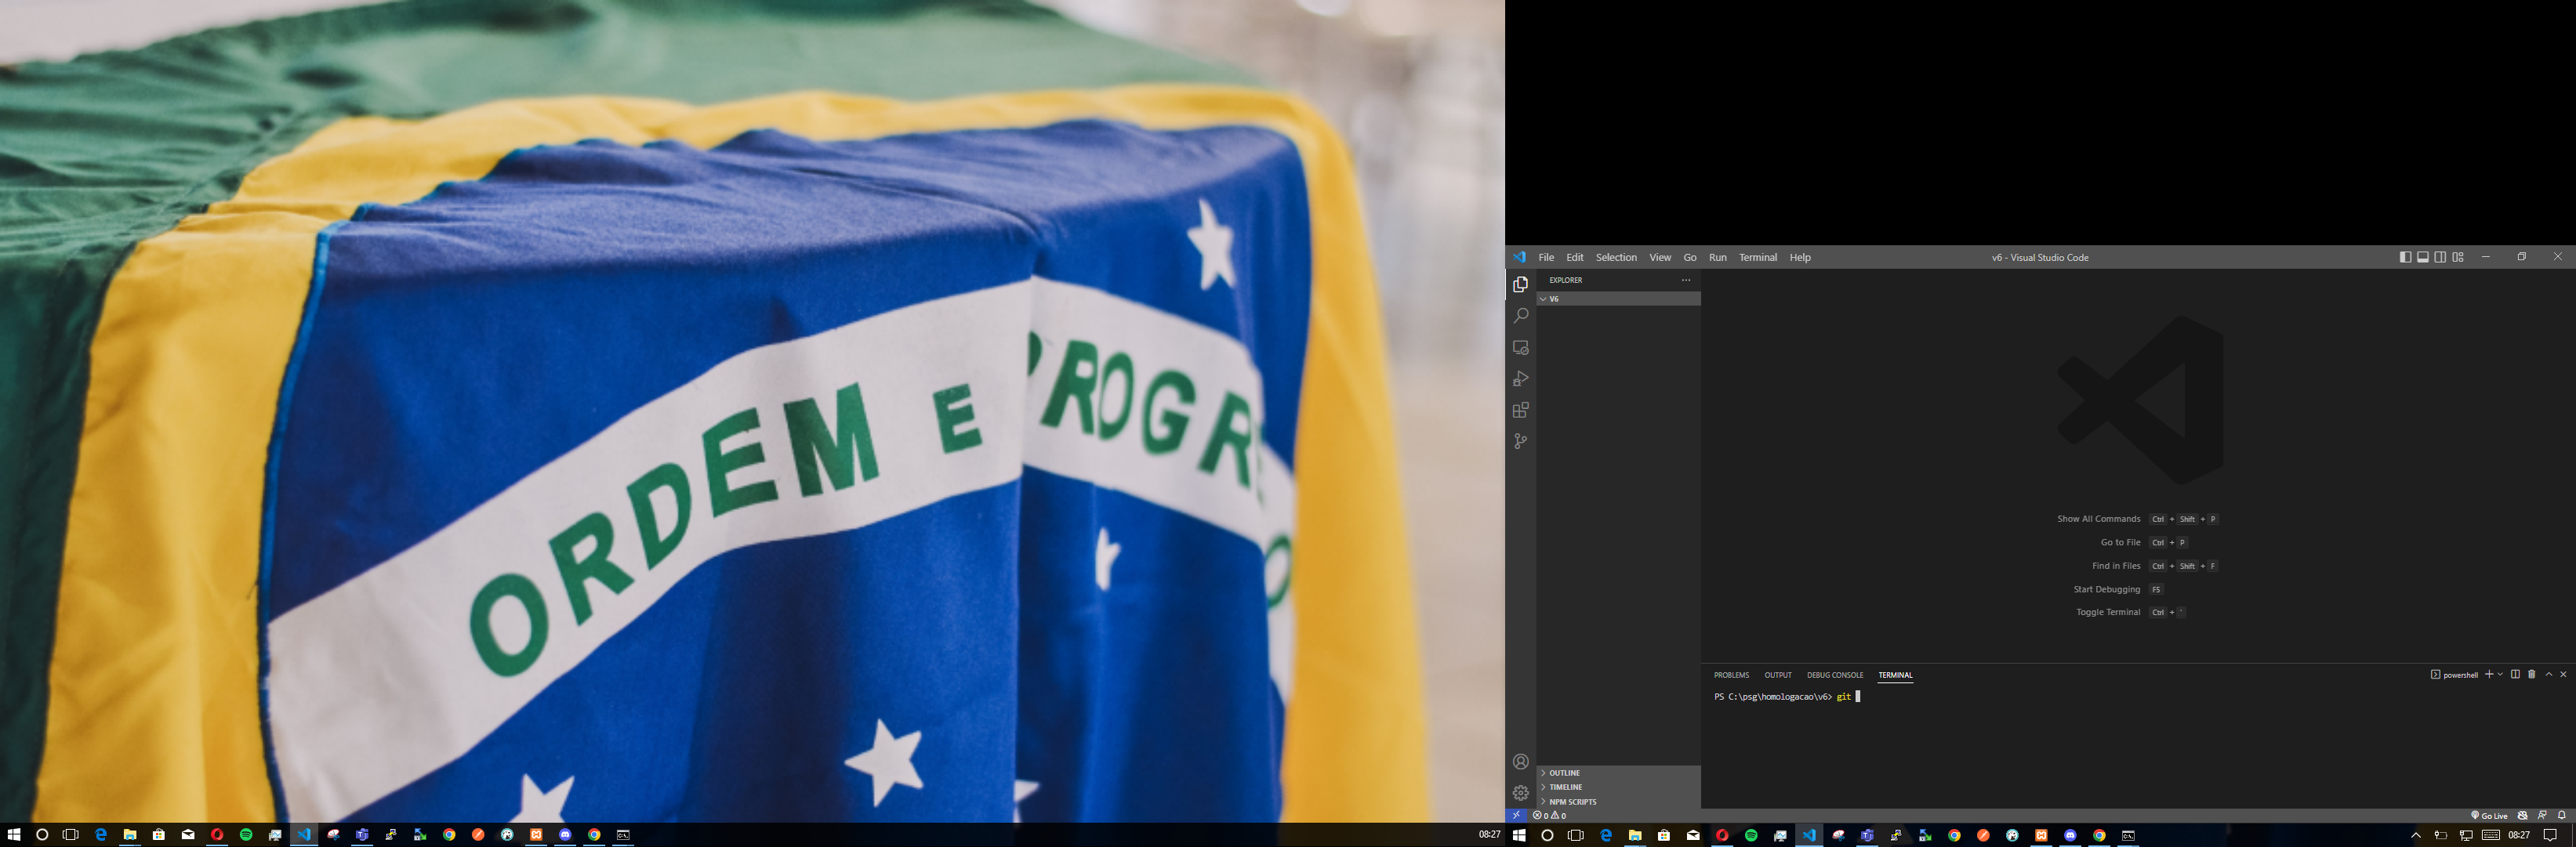 ORDEM E
PROGR
O
File Edit Selection View Go Run Terminal Help
v6 - Visual Studio Code
EXPLORER
V6
Show All Commands Ctrl + Shift + P
Go to File Ctrl + P
Find in Files Ctrl + Shift + F
Start Debugging F5
Toggle Terminal Ctrl + `
PROBLEMS OUTPUT DEBUG CONSOLE TERMINAL
powershell
PS C:\psg\homologacao\v6> git
OUTLINE
TIMELINE
NPM SCRIPTS
0 0
Go Live
08:27
08:27